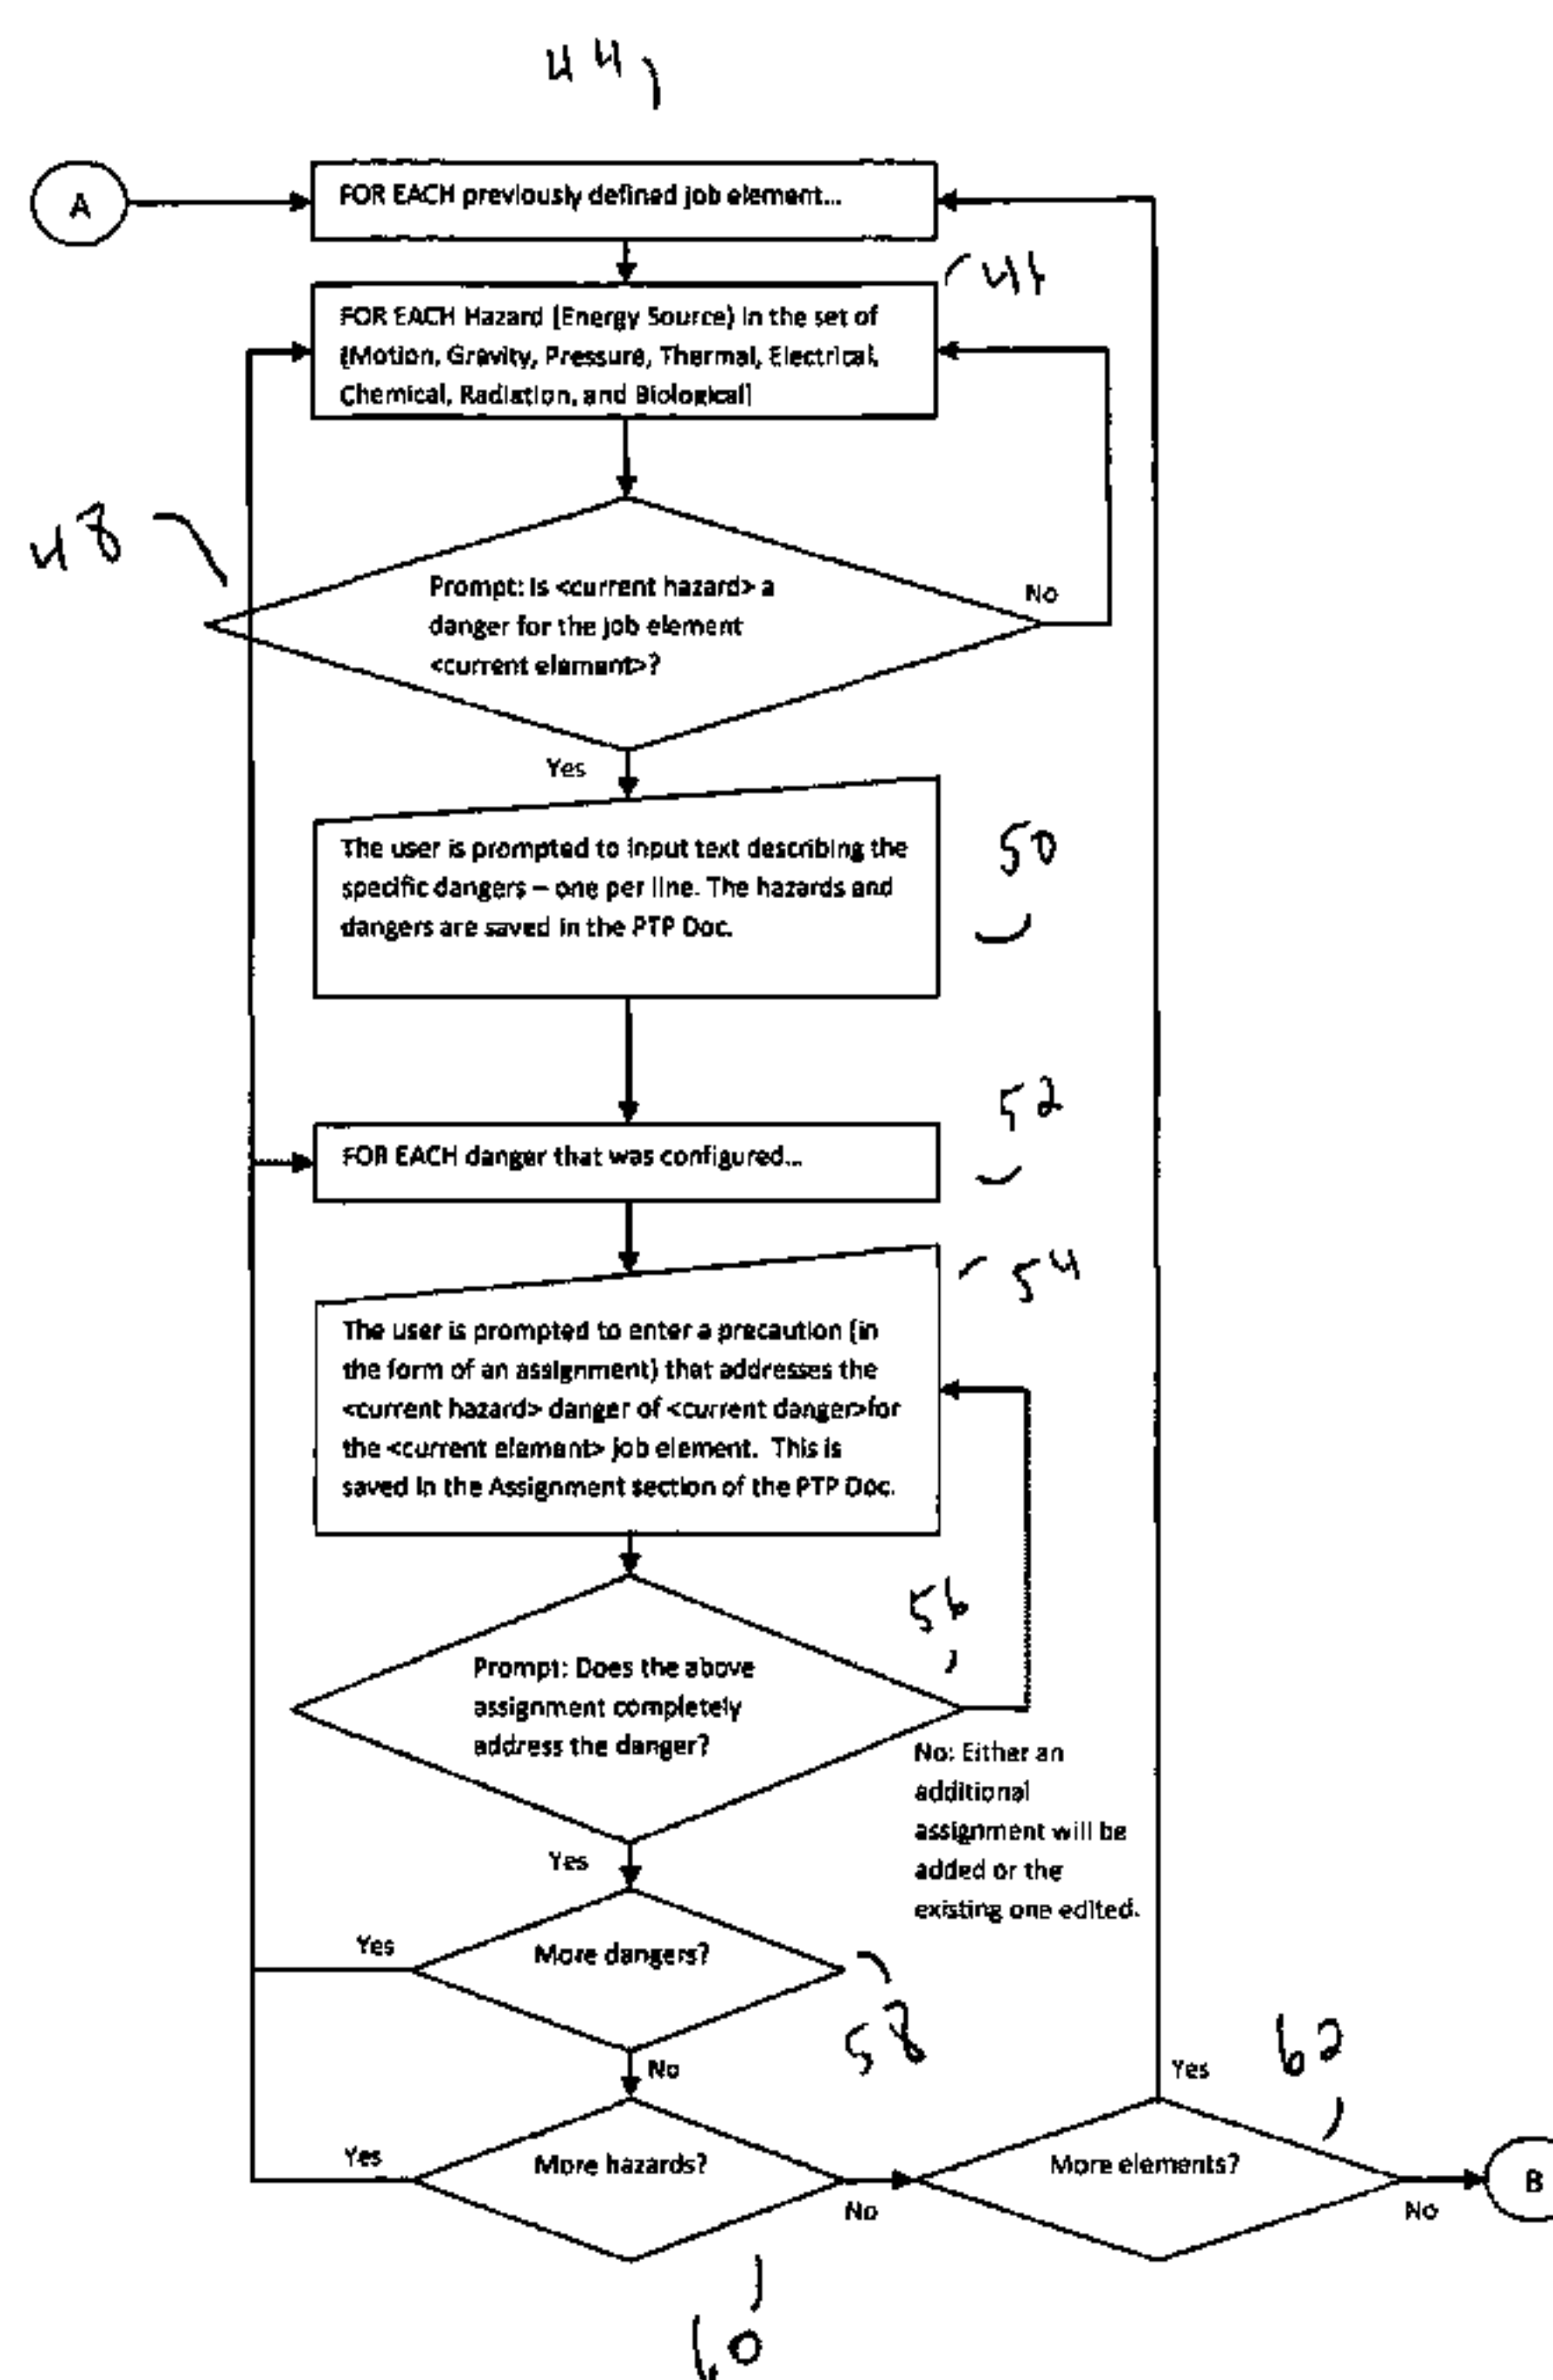 44
A
FOR EACH previously defined job element...
46
FOR EACH Hazard (Energy Source) in the set of
{Motion, Gravity, Pressure, Thermal, Electrical,
Chemical, Radiation, and Biological}
48
Prompt: Is <current hazard> a
danger for the job element
<current element>?
No
Yes
The user is prompted to input text describing the
specific dangers – one per line. The hazards and
dangers are saved in the PTP Doc.
50
52
FOR EACH danger that was configured...
54
The user is prompted to enter a precaution (in
the form of an assignment) that addresses the
<current hazard> danger of <current danger>for
the <current element> job element. This is
saved in the Assignment section of the PTP Doc.
56
Prompt: Does the above
assignment completely
address the danger?
No: Either an
additional
assignment will be
added or the
existing one edited.
Yes
Yes
More dangers?
58
No
62
Yes
Yes
More hazards?
No
More elements?
No
B
60